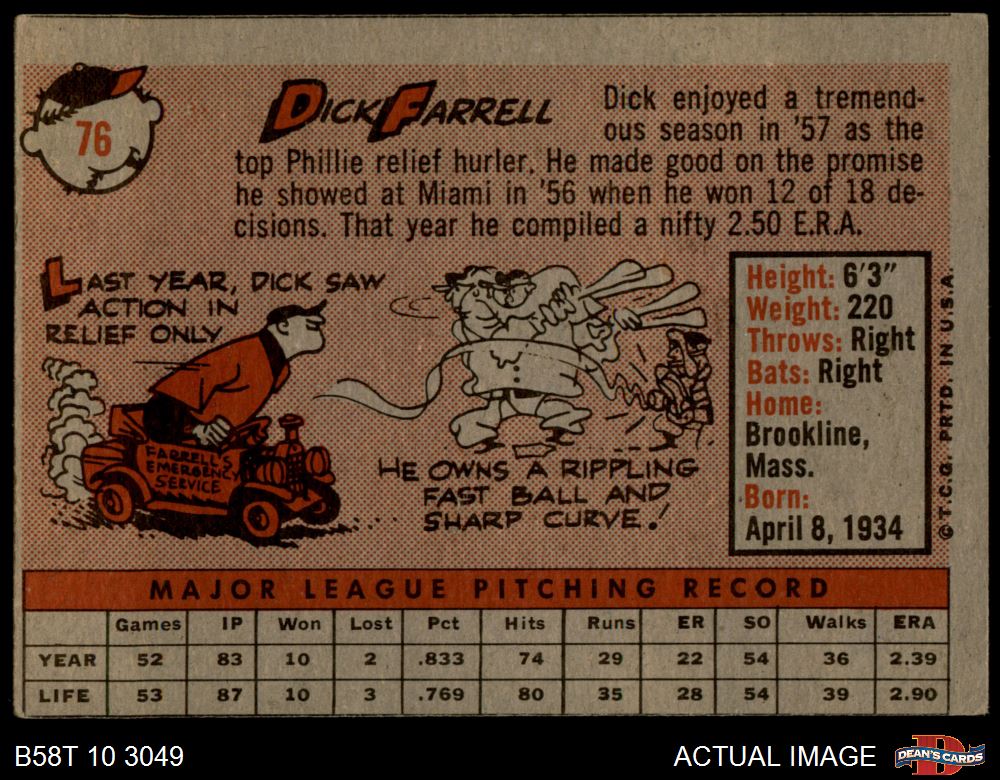 76
DICK FARRELL
Dick enjoyed a tremend-
ous season in '57 as the
top Phillie relief hurler. He made good on the promise
he showed at Miami in '56 when he won 12 of 18 de-
cisions. That year he compiled a nifty 2.50 E.R.A.
LAST YEAR, DICK SAW
ACTION IN
RELIEF ONLY
FARRELL'S
EMERGENCY
SERVICE
HE OWNS A RIPPLING
FAST BALL AND
SHARP CURVE!
Height: 6'3"
Weight: 220
Throws: Right
Bats: Right
Home:
Brookline,
Mass.
Born:
April 8, 1934
© T.C.G. PRTD. IN U.S.A.
MAJOR LEAGUE PITCHING RECORD
Games IP Won Lost Pct Hits Runs ER SO Walks ERA
YEAR 52 83 10 2 .833 74 29 22 54 36 2.39
LIFE 53 87 10 3 .769 80 35 28 54 39 2.90
B58T 10 3049
ACTUAL IMAGE
D
DEAN'S CARDS